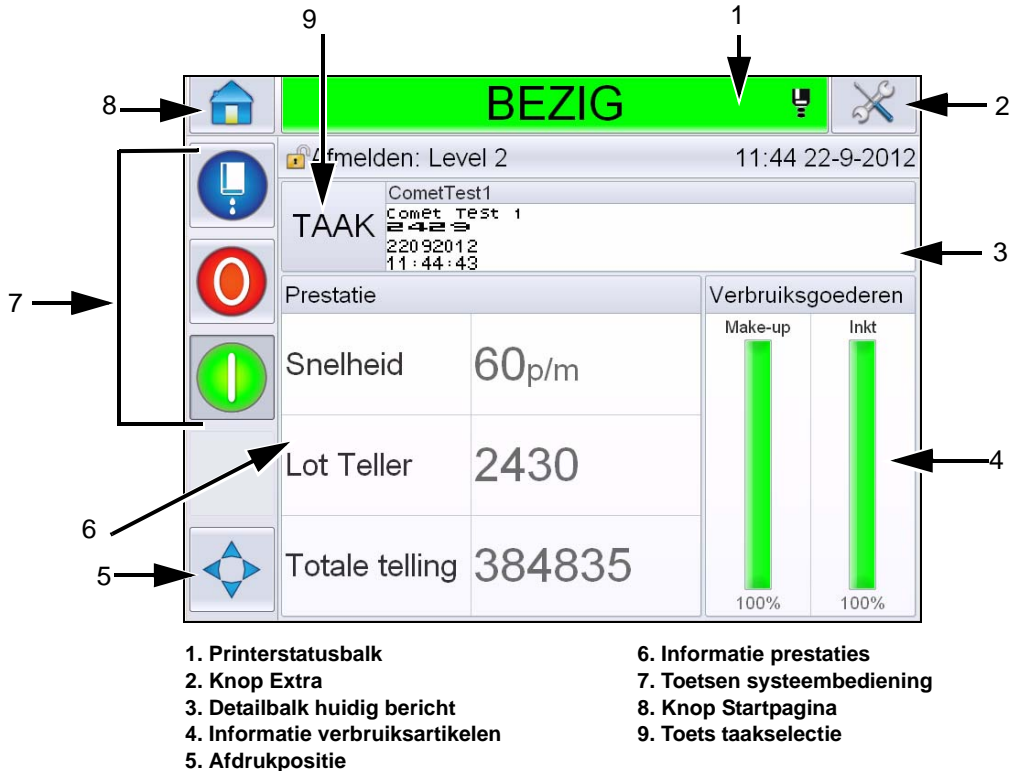 9
1
8
BEZIG
2
Afmelden: Level 2
11:44 22-9-2012
TAAK
CometTest1
Comet Test 1
2429
22092012
11:44:43
3
7
Prestatie
Verbruiksgoederen
Make-up
Inkt
Snelheid
60p/m
Lot Teller
2430
4
6
Totale telling
384835
5
100%
100%
1. Printerstatusbalk
2. Knop Extra
3. Detailbalk huidig bericht
4. Informatie verbruiksartikelen
5. Afdrukpositie
6. Informatie prestaties
7. Toetsen systeembediening
8. Knop Startpagina
9. Toets taakselectie